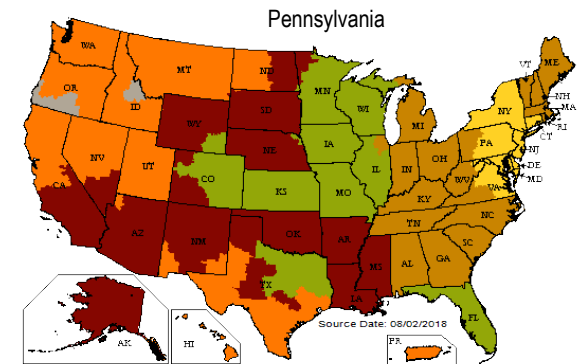 Pennsylvania
WA
MT
ND
MN
VT
ME
OR
ID
WY
SD
WI
MI
NY
NH
MA
RI
CT
NV
UT
CO
NE
IA
IL
IN
OH
PA
NJ
DE
MD
CA
KS
MO
KY
WV
VA
AZ
NM
OK
AR
TN
NC
SC
TX
LA
MS
AL
GA
FL
AK
HI
PR
Source Date: 08/02/2018